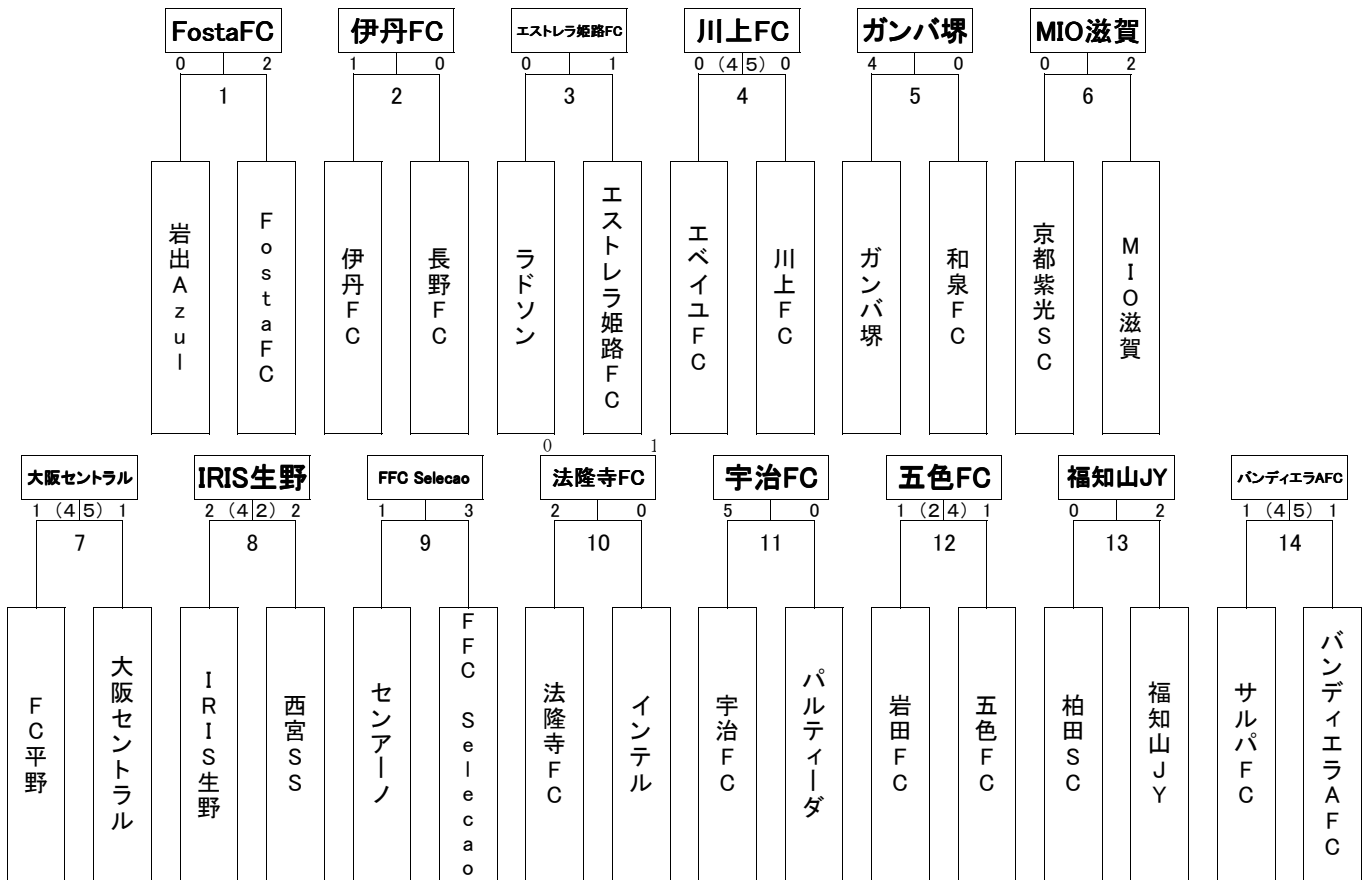 FostaFC 伊丹FC エストレラ姫路FC 川上FC ガンバ堺 MIO滋賀
0 2 1 0 0 1 0 (4 5) 0 4 0 0 2
1 2 3 4 5 6
岩出Azul
FostaFC
伊丹FC
長野FC
ラドソン
エストレラ姫路FC
エベイユFC
川上FC
ガンバ堺
和泉FC
京都紫光SC
MIO滋賀
0 1
大阪セントラル IRIS生野 FFC Selecao 法隆寺FC 宇治FC 五色FC 福知山JY バンディエラAFC
1 (4 5) 1 2 (4 2) 2 1 3 2 0 5 0 1 (2 4) 1 0 2 1 (4 5) 1
7 8 9 10 11 12 13 14
FC平野
大阪セントラル
IRIS生野
西宮SS
センアーノ
FFC Selecao
法隆寺FC
インテル
宇治FC
パルティーダ
岩田FC
五色FC
柏田SC
福知山JY
サルパFC
バンディエラAFC